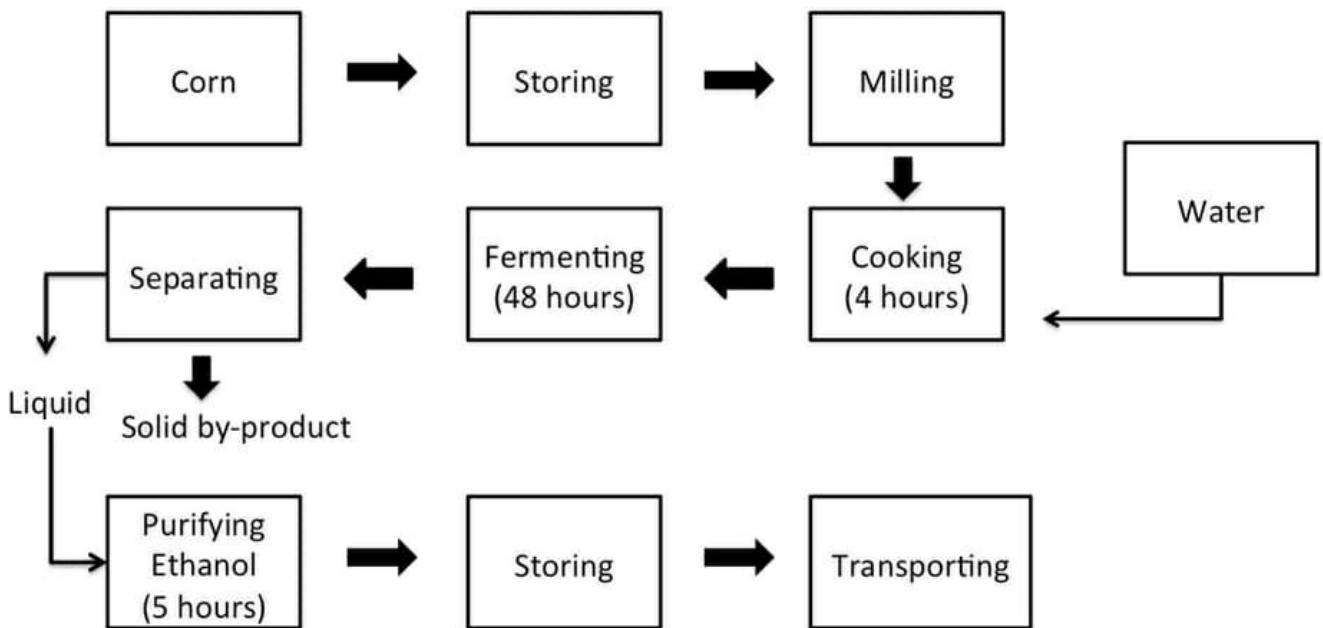 Corn
Storing
Milling
Water
Separating
Fermenting
(48 hours)
Cooking
(4 hours)
Liquid
Solid by-product
Purifying
Ethanol
(5 hours)
Storing
Transporting